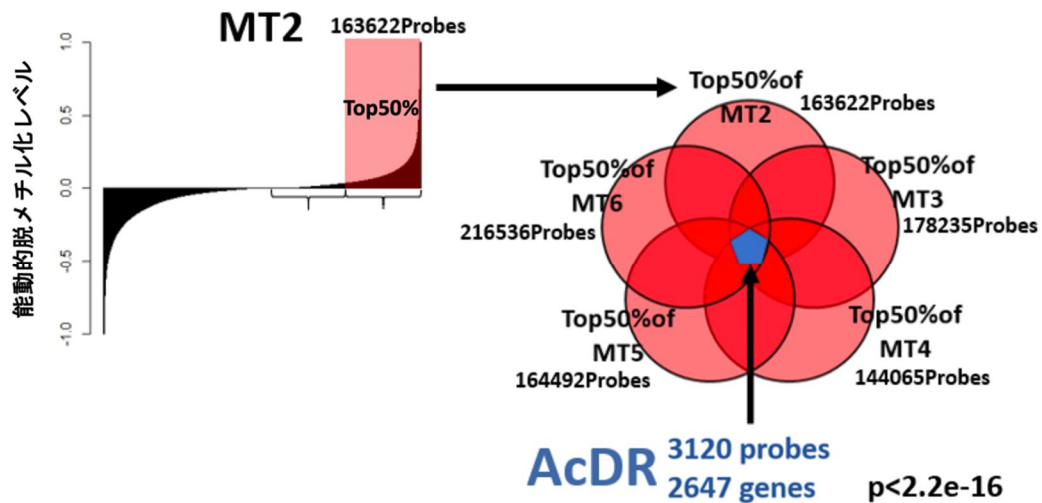 MT2
163622Probes
能動的脱メチル化レベル
1.0
0.5
0.0
-0.5
-1.0
Top50%
Top50%of
MT2
163622Probes
Top50%of
MT3
178235Probes
Top50%of
MT6
216536Probes
Top50%of
MT5
164492Probes
Top50%of
MT4
144065Probes
AcDR
3120 probes
2647 genes
p<2.2e-16